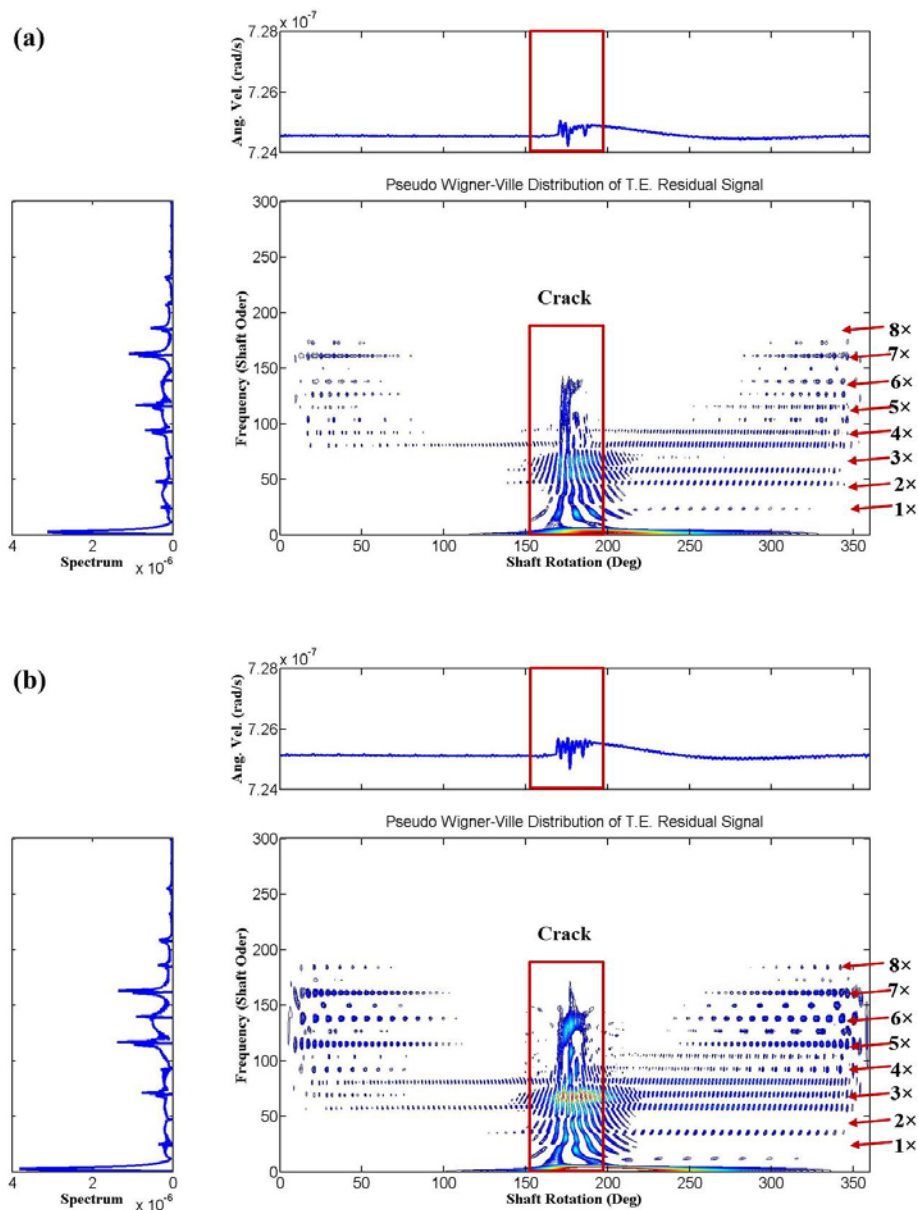 (a)
× 10⁻⁷
7.28
7.26
7.24
Ang. Vel. (rad/s)
Pseudo Wigner-Ville Distribution of T.E. Residual Signal
300
250
200
150
100
50
0
Frequency (Shaft Oder)
Crack
8×
7×
6×
5×
4×
3×
2×
1×
4 2 0
Spectrum × 10⁻⁶
0 50 100 150 200 250 300 350
Shaft Rotation (Deg)
(b)
× 10⁻⁷
7.28
7.26
7.24
Ang. Vel. (rad/s)
Pseudo Wigner-Ville Distribution of T.E. Residual Signal
300
250
200
150
100
50
0
Frequency (Shaft Oder)
Crack
8×
7×
6×
5×
4×
3×
2×
1×
4 2 0
Spectrum × 10⁻⁶
0 50 100 150 200 250 300 350
Shaft Rotation (Deg)